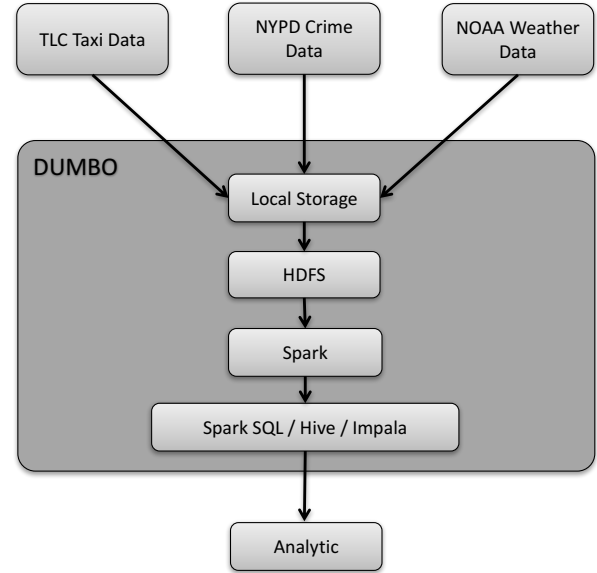 TLC Taxi Data
NYPD Crime
Data
NOAA Weather
Data
DUMBO
Local Storage
HDFS
Spark
Spark SQL / Hive / Impala
Analytic